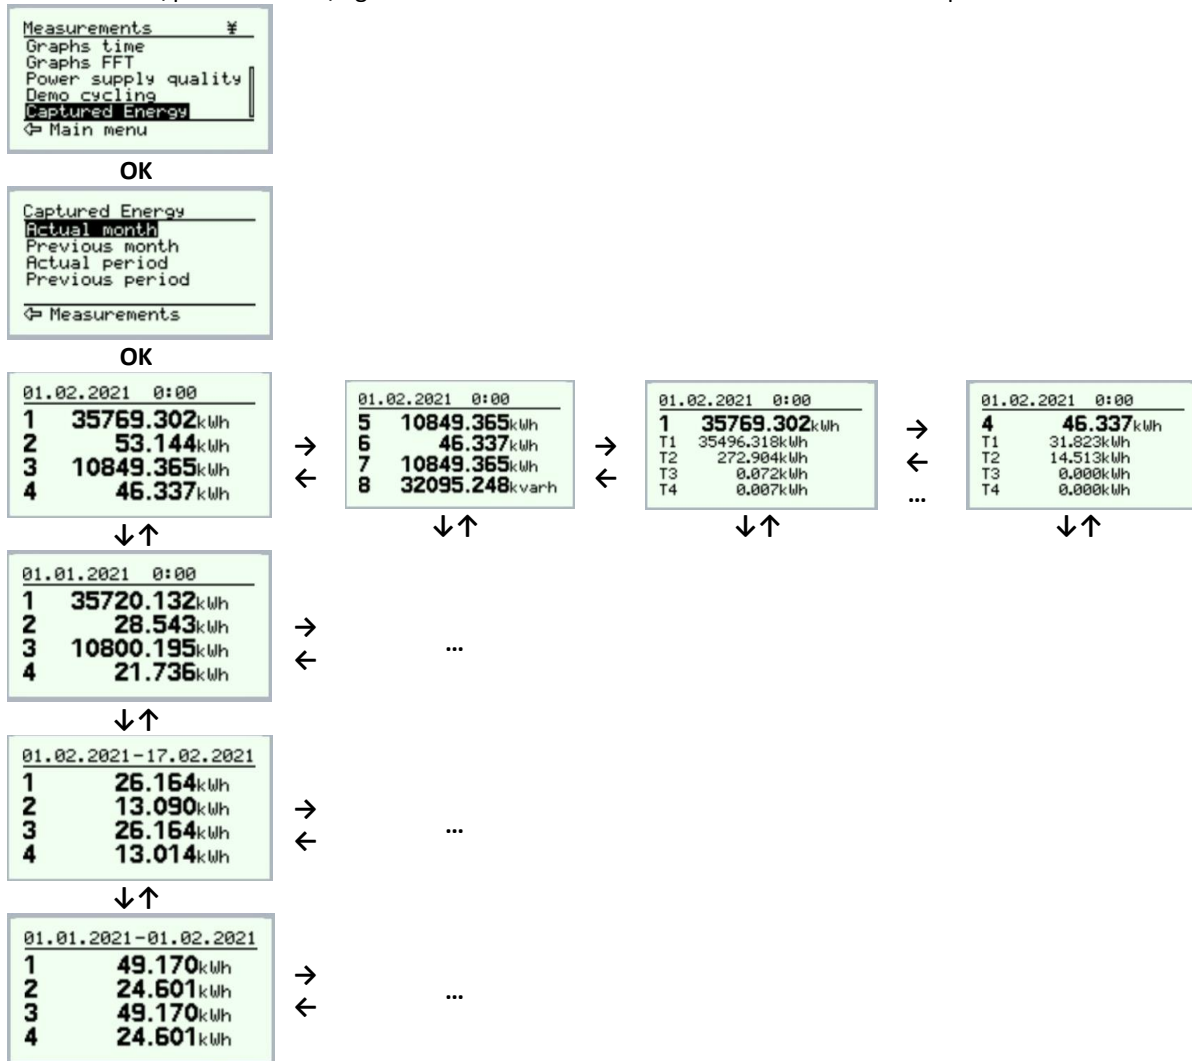 Measurements ¥
Graphs time
Graphs FFT
Power supply quality
Demo cycling
Captured Energy
Main menu
OK
Captured Energy
Actual month
Previous month
Actual period
Previous period
Measurements
OK
01.02.2021 0:00
1 35769.302kWh
2 53.144kWh
3 10849.365kWh
4 46.337kWh
→
←
01.02.2021 0:00
5 10849.365kWh
6 46.337kWh
7 10849.365kWh
8 32095.248kvarh
→
←
01.02.2021 0:00
1 35769.302kWh
T1 35496.318kWh
T2 272.904kWh
T3 0.072kWh
T4 0.007kWh
→
←
...
01.02.2021 0:00
4 46.337kWh
T1 31.823kWh
T2 14.513kWh
T3 0.000kWh
T4 0.000kWh
↓↑
↓↑
↓↑
↓↑
01.01.2021 0:00
1 35720.132kWh
2 28.543kWh
3 10800.195kWh
4 21.736kWh
→
←
...
↓↑
01.02.2021-17.02.2021
1 26.164kWh
2 13.090kWh
3 26.164kWh
4 13.014kWh
→
←
...
↓↑
01.01.2021-01.02.2021
1 49.170kWh
2 24.601kWh
3 49.170kWh
4 24.601kWh
→
←
...